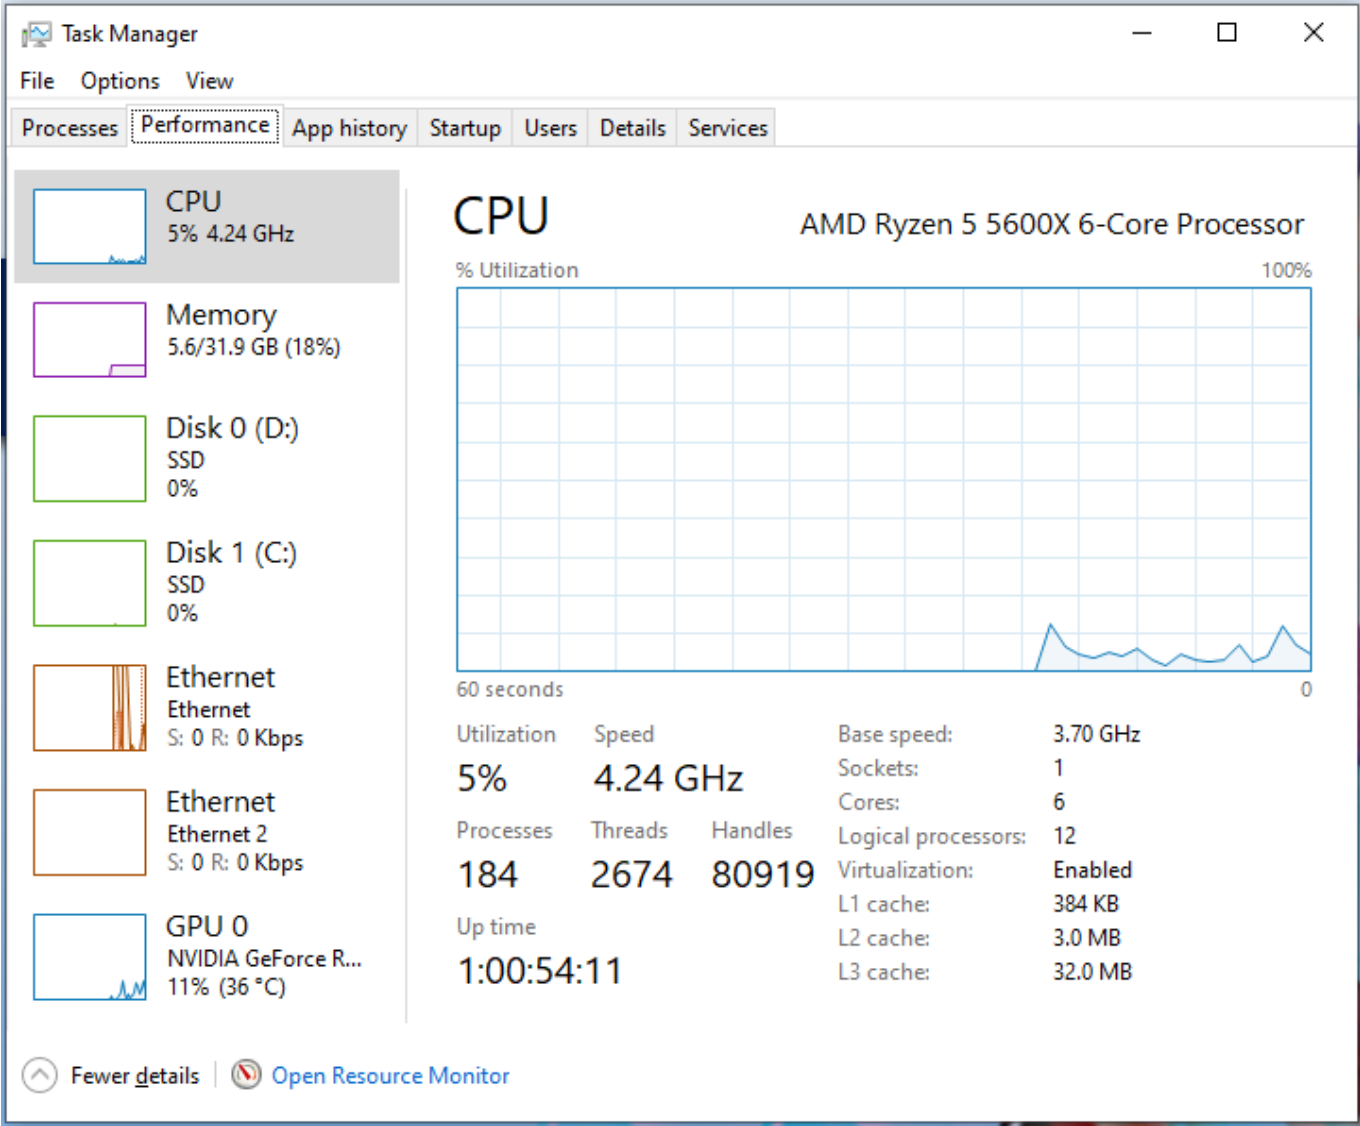 Task Manager
File Options View
Processes Performance App history Startup Users Details Services
CPU
5% 4.24 GHz
Memory
5.6/31.9 GB (18%)
Disk 0 (D:)
SSD
0%
Disk 1 (C:)
SSD
0%
Ethernet
Ethernet
S: 0 R: 0 Kbps
Ethernet
Ethernet 2
S: 0 R: 0 Kbps
GPU 0
NVIDIA GeForce R...
11% (36 °C)
CPU AMD Ryzen 5 5600X 6-Core Processor
% Utilization 100%
60 seconds 0
Utilization Speed
5% 4.24 GHz
Processes Threads Handles
184 2674 80919
Up time
1:00:54:11
Base speed: 3.70 GHz
Sockets: 1
Cores: 6
Logical processors: 12
Virtualization: Enabled
L1 cache: 384 KB
L2 cache: 3.0 MB
L3 cache: 32.0 MB
Fewer details Open Resource Monitor